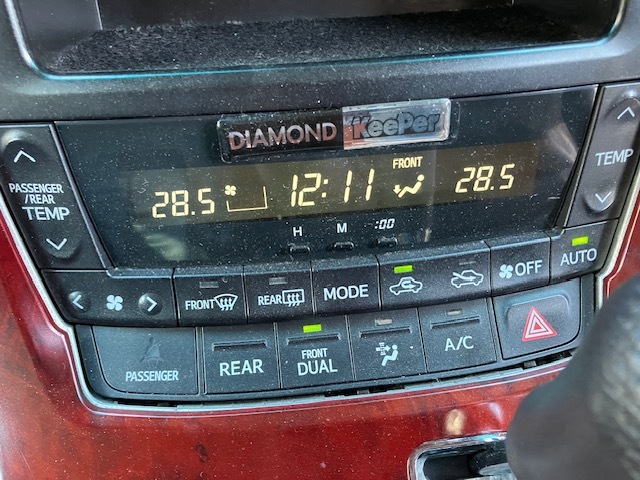 DIAMOND KeePer
PASSENGER
/REAR
TEMP
28.5
12:11
FRONT
28.5
TEMP
H
M
:00
FRONT
REAR
MODE
OFF
AUTO
PASSENGER
REAR
FRONT
DUAL
A/C